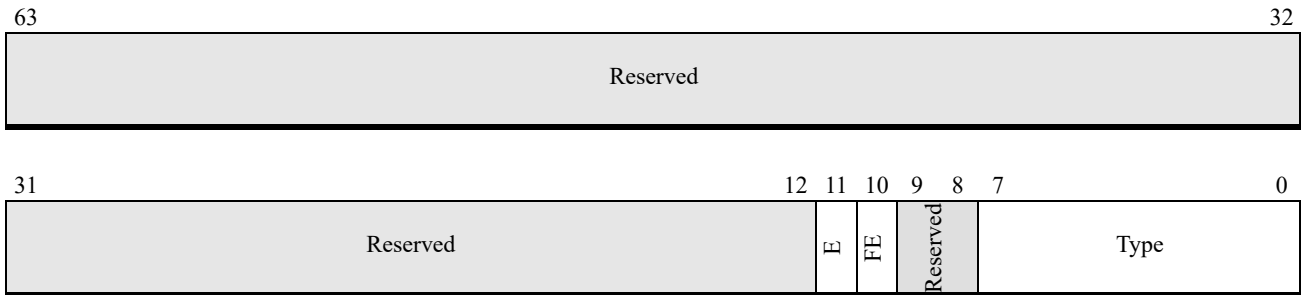 63 32
Reserved
31 12 11 10 9 8 7 0
Reserved E FE Reserved Type